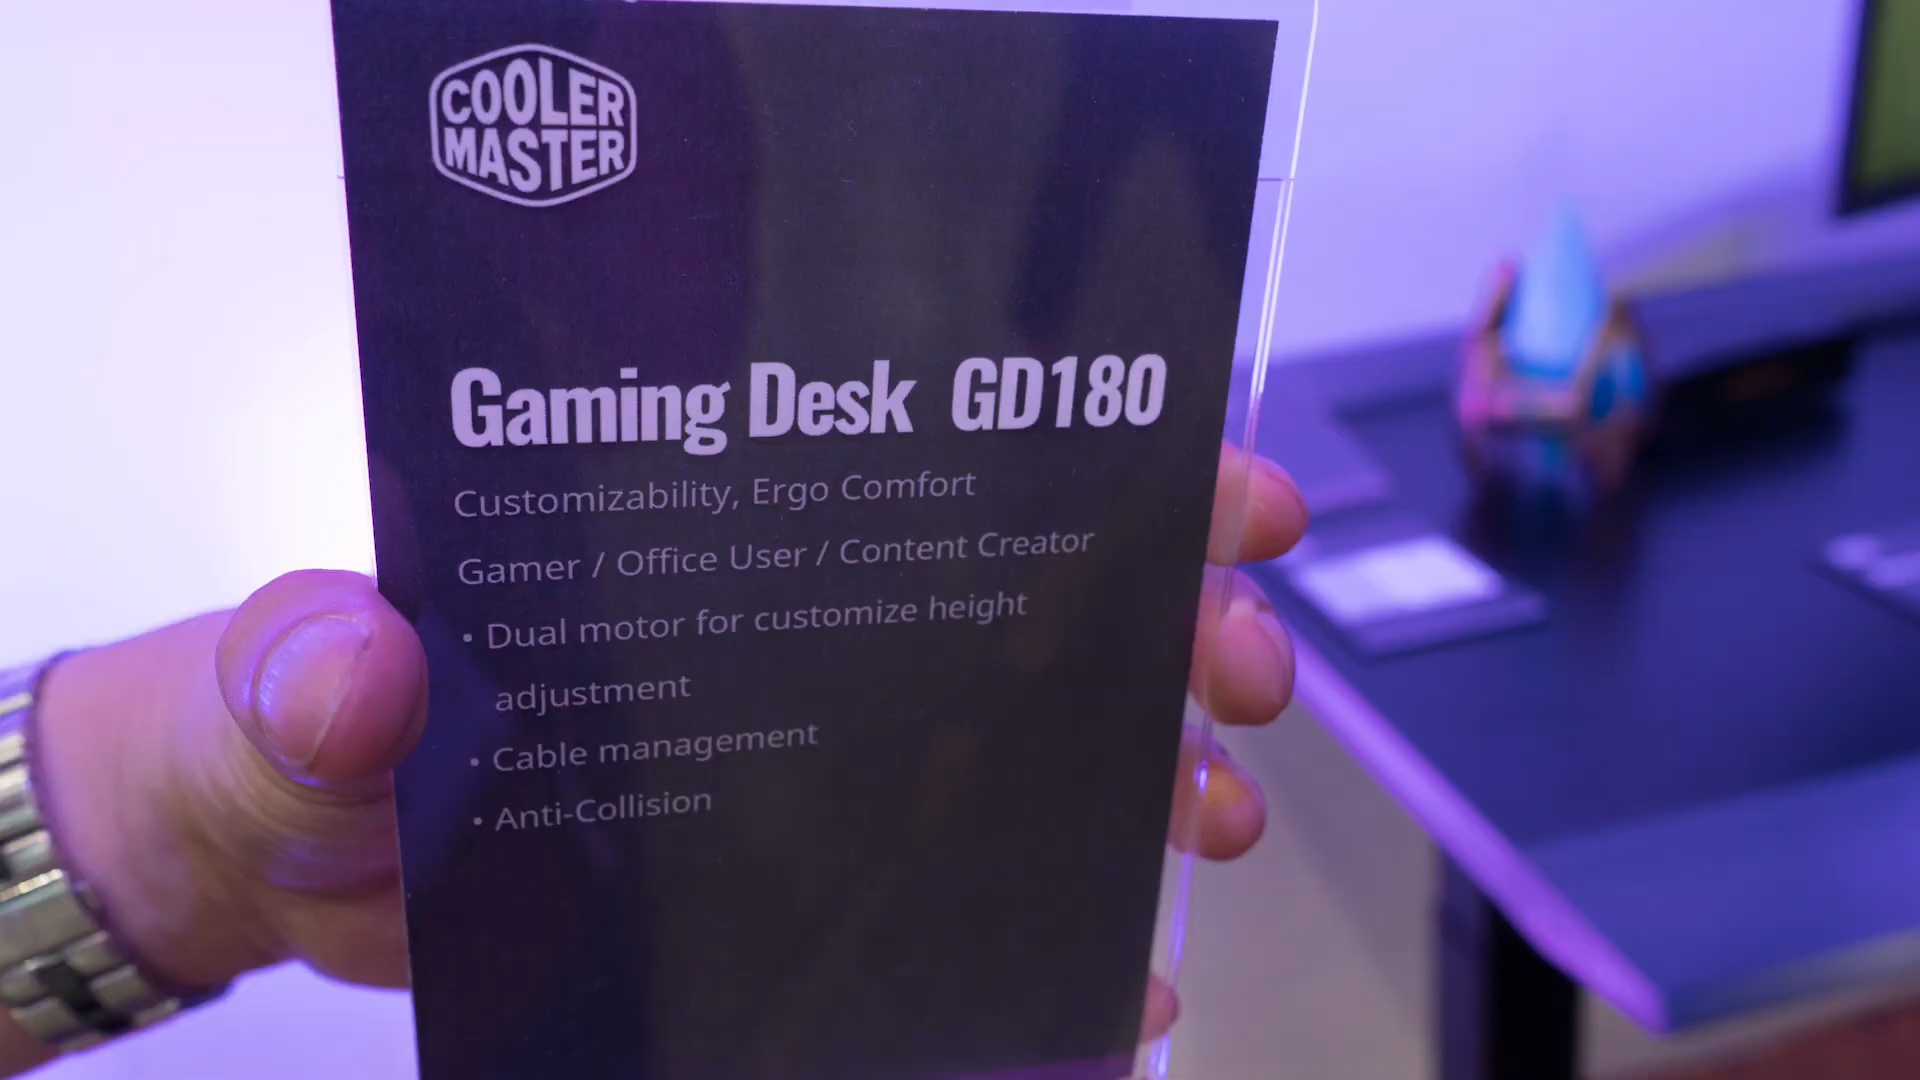 COOLER
MASTER
Gaming Desk GD180
Customizability, Ergo Comfort
Gamer / Office User / Content Creator
• Dual motor for customize height
adjustment
• Cable management
• Anti-Collision